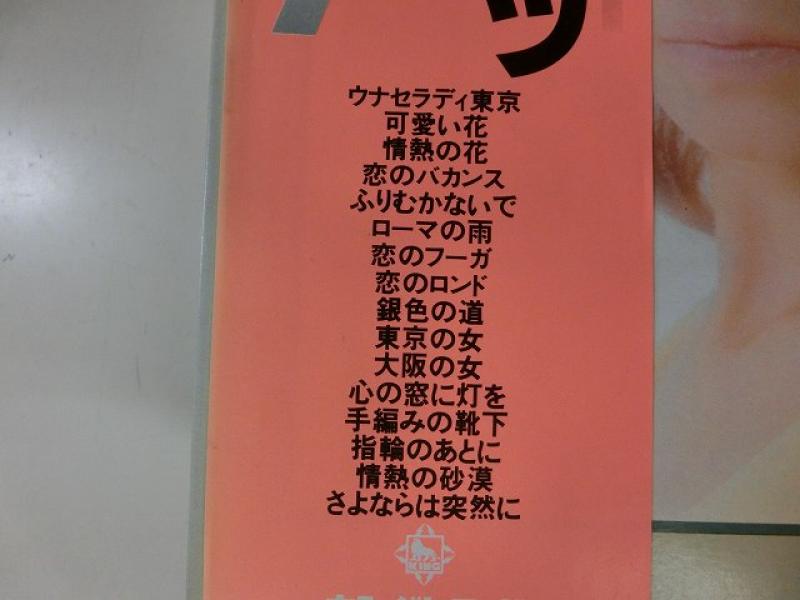 ッ
ウナセラディ東京
可愛い花
情熱の花
恋のバカンス
ふりむかないで
ローマの雨
恋のフーガ
恋のロンド
銀色の道
東京の女
大阪の女
心の窓に灯を
手編みの靴下
指輪のあとに
情熱の砂漠
さよならは突然に
KING